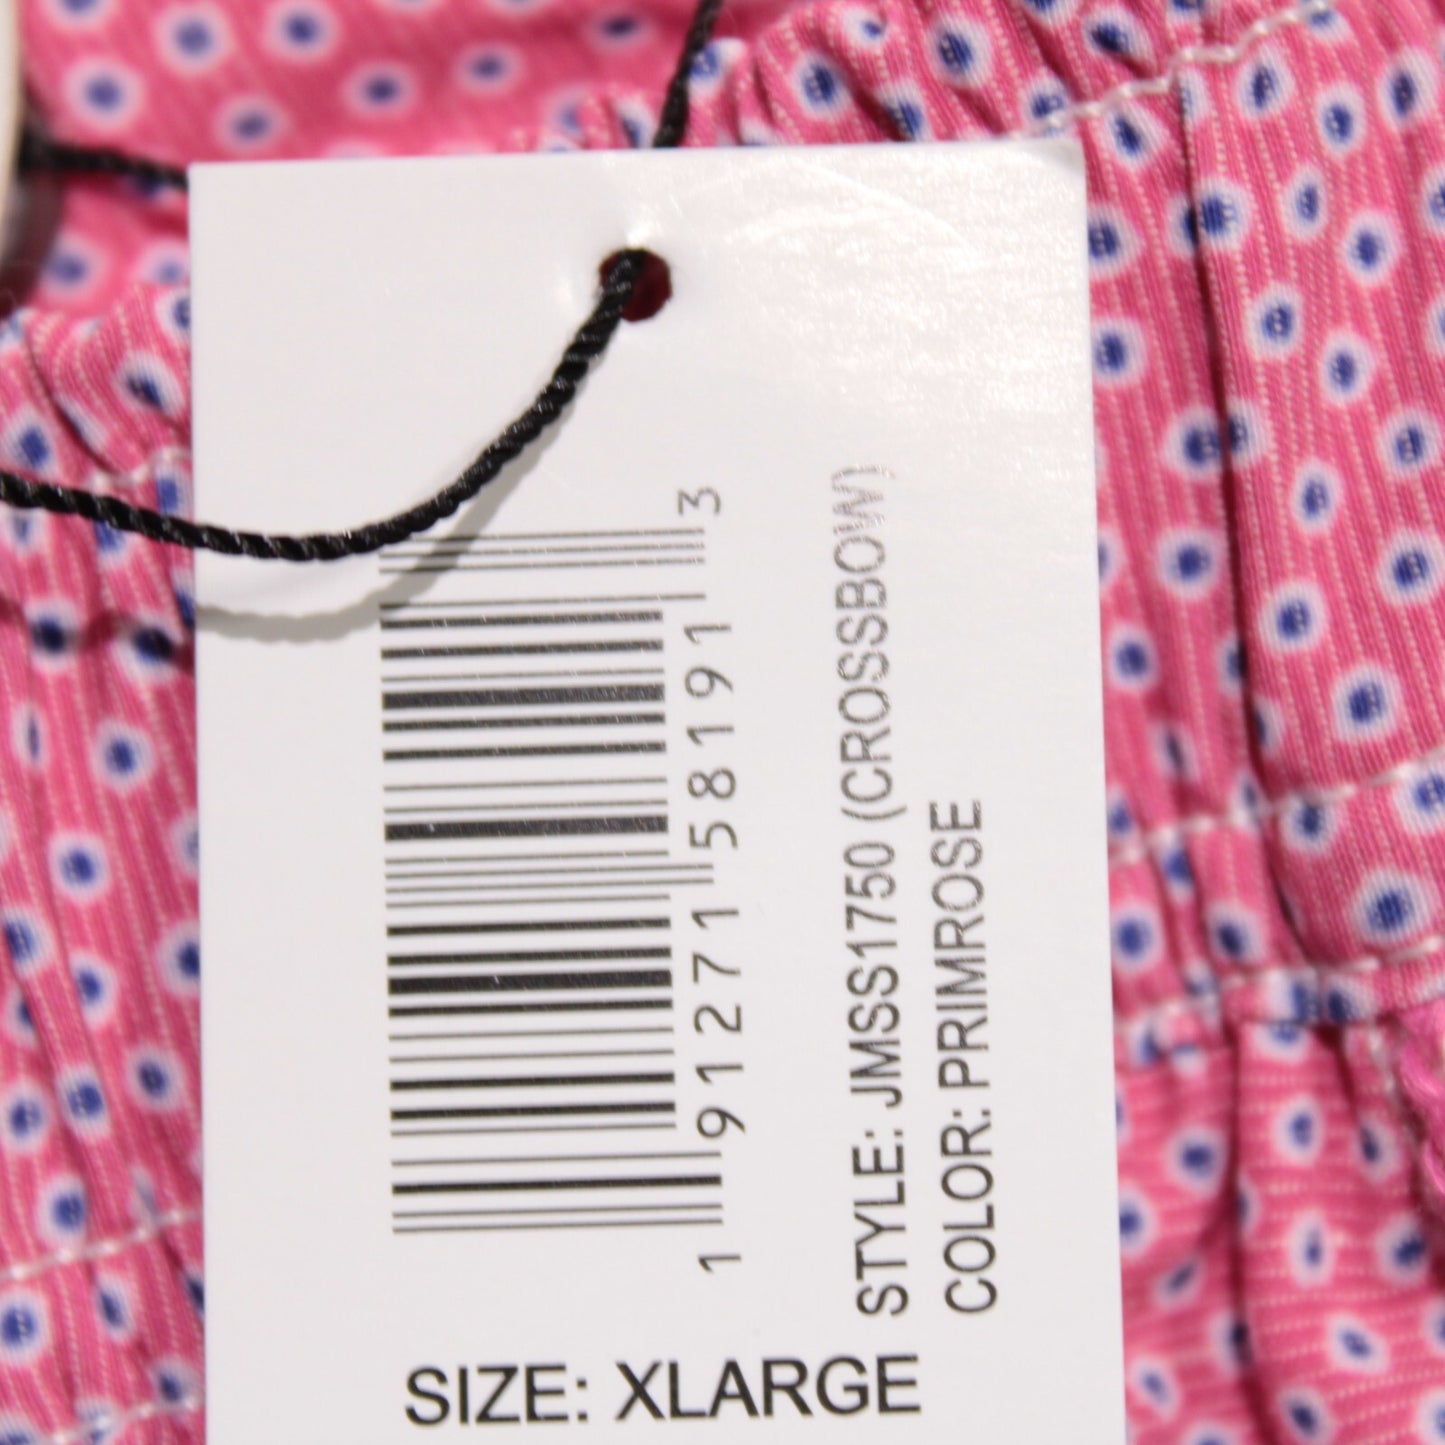 1 91271 58191 3
STYLE: JMSS1750 (CROSSBOW)
COLOR: PRIMROSE
SIZE: XLARGE